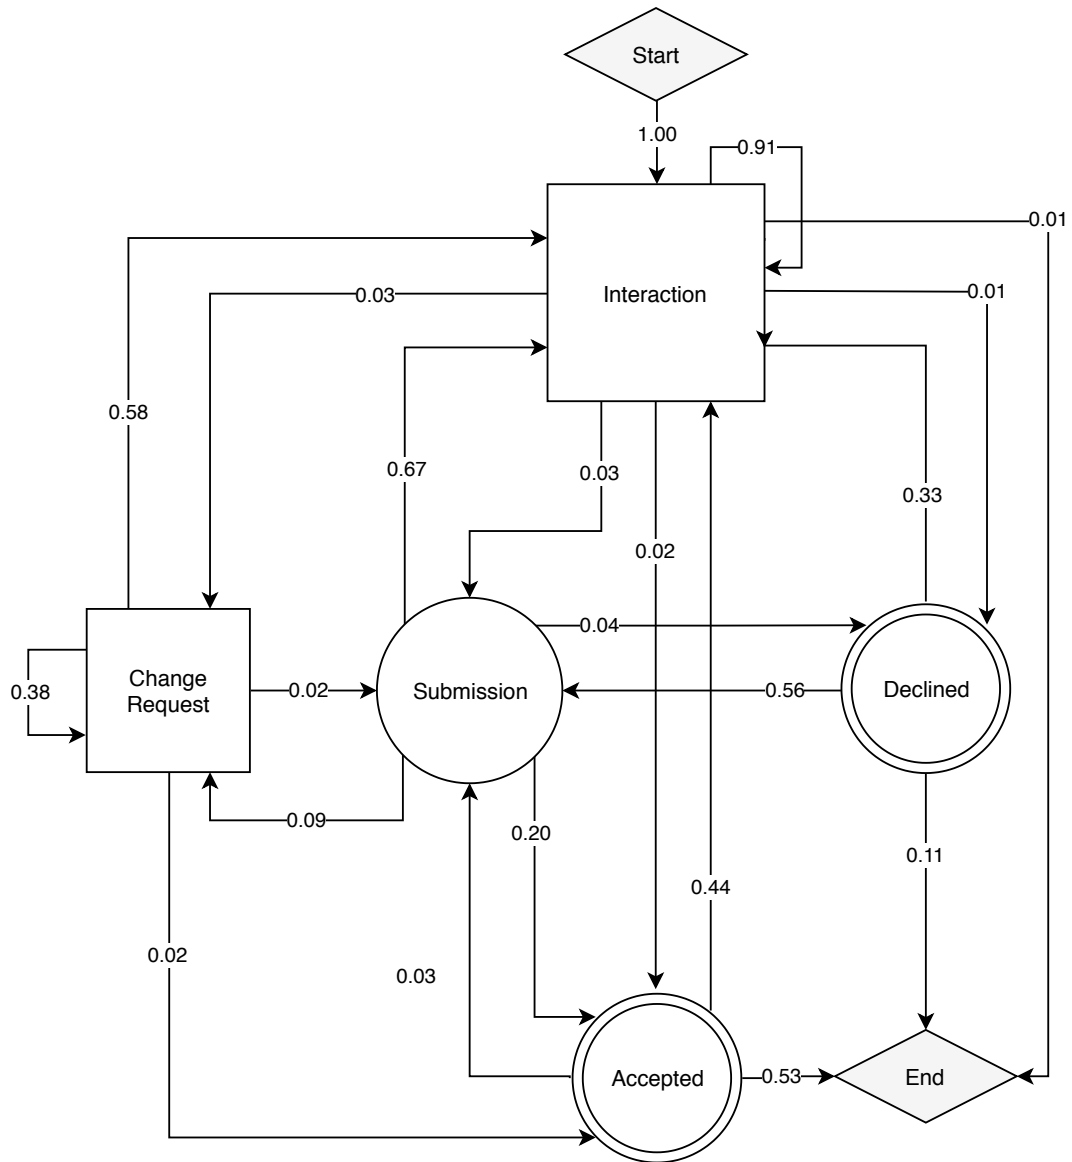 Start
1.00
0.91
0.01
Interaction
0.03
0.01
0.58
0.67
0.03
0.33
0.02
0.04
Change
Request
0.38
0.02
Submission
0.56
Declined
0.09
0.20
0.11
0.44
0.02
0.03
Accepted
0.53
End